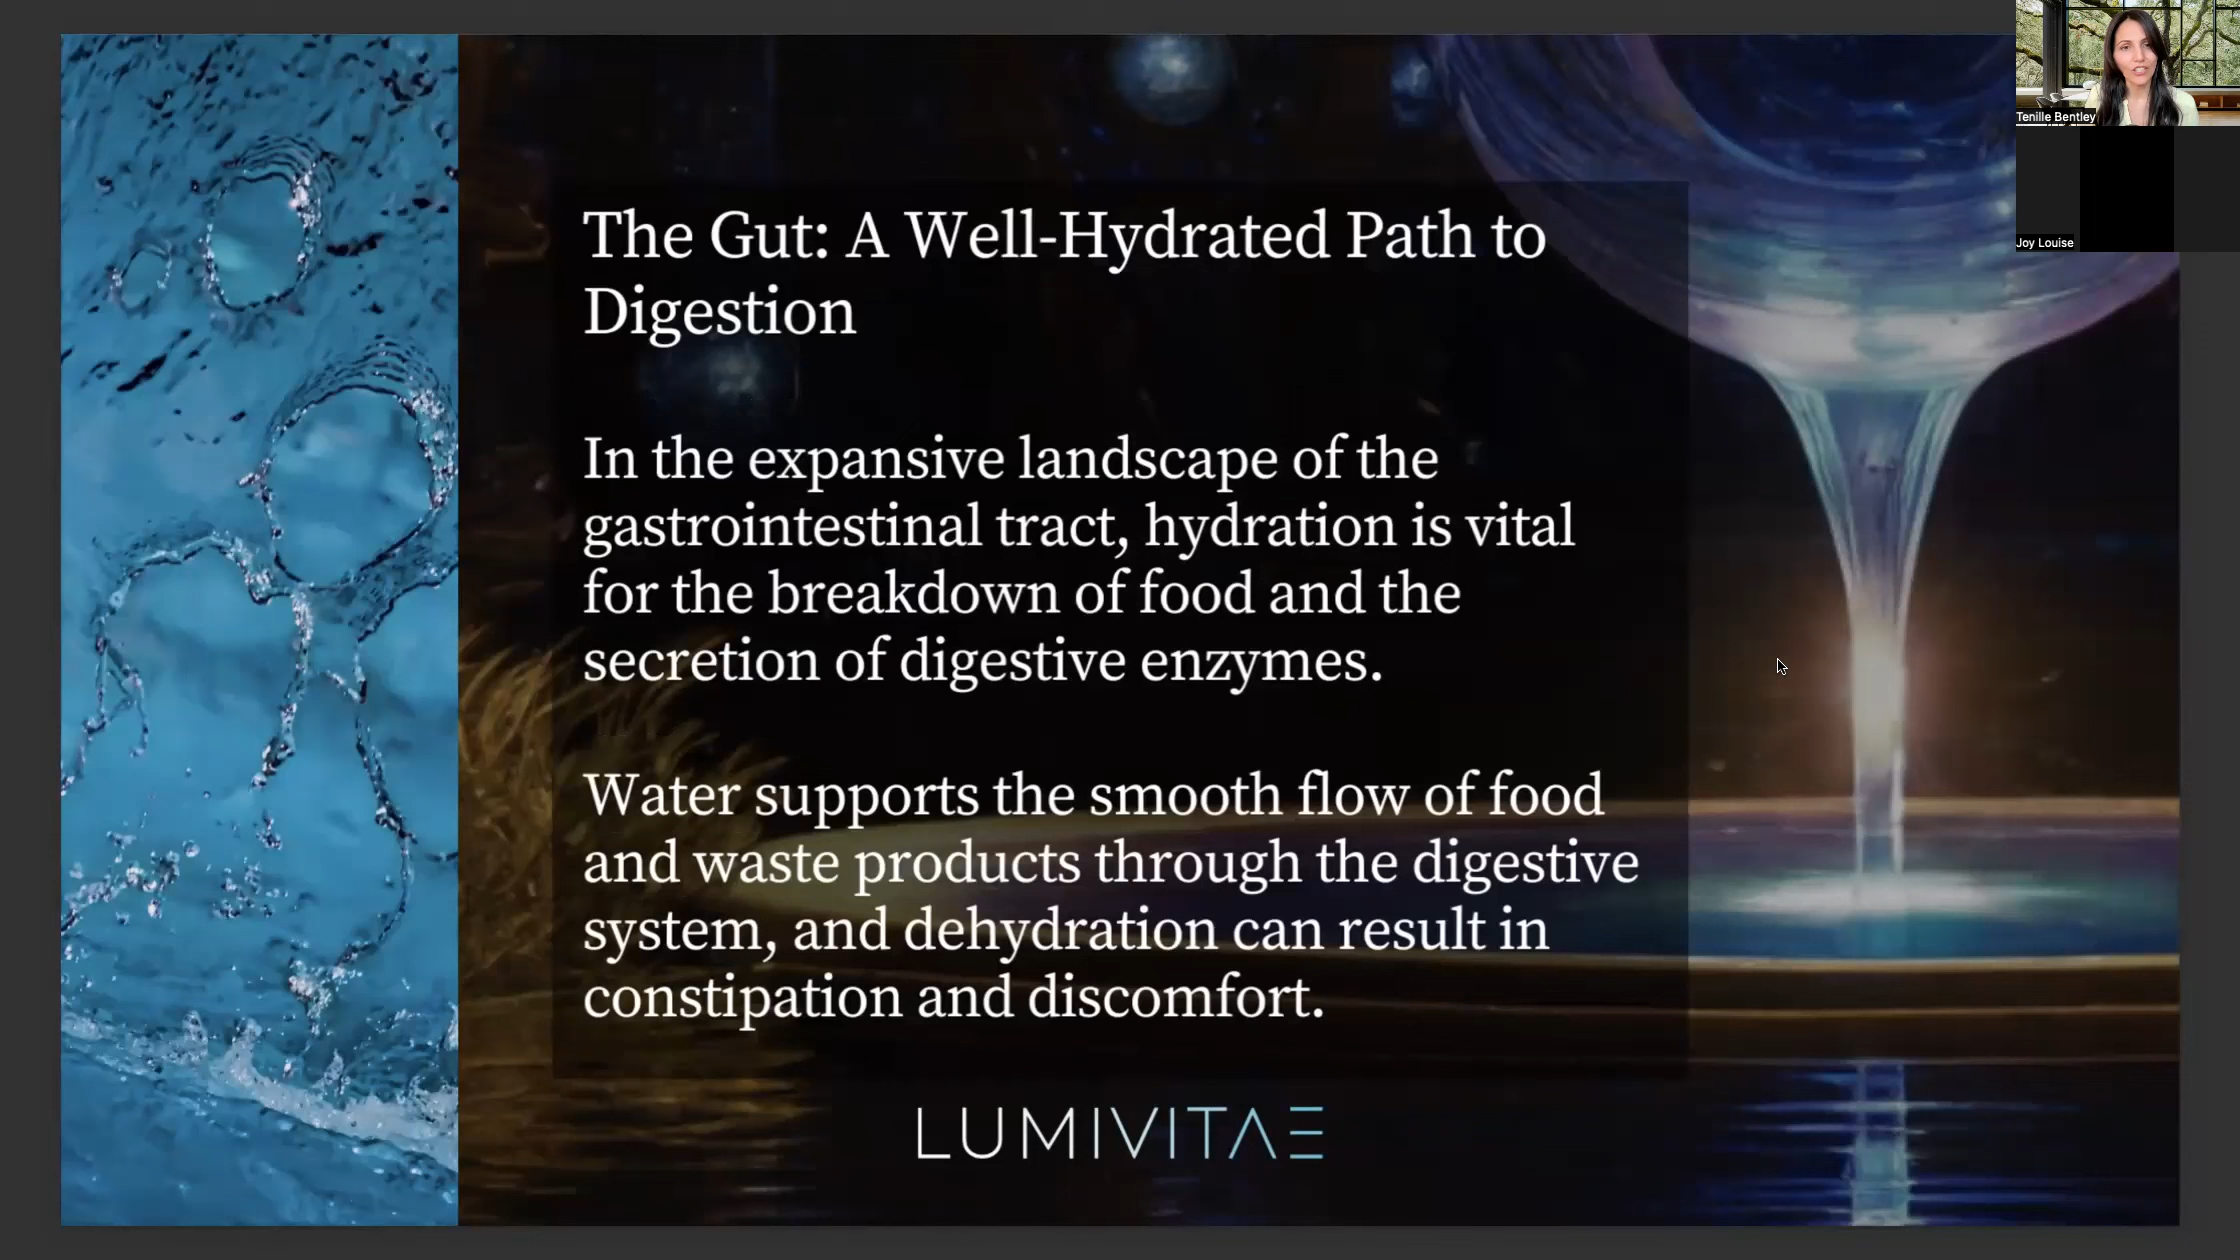 The Gut: A Well-Hydrated Path to
Digestion
In the expansive landscape of the
gastrointestinal tract, hydration is vital
for the breakdown of food and the
secretion of digestive enzymes.
Water supports the smooth flow of food
and waste products through the digestive
system, and dehydration can result in
constipation and discomfort.
LUMIVITAE
Tenille Bentley
Joy Louise